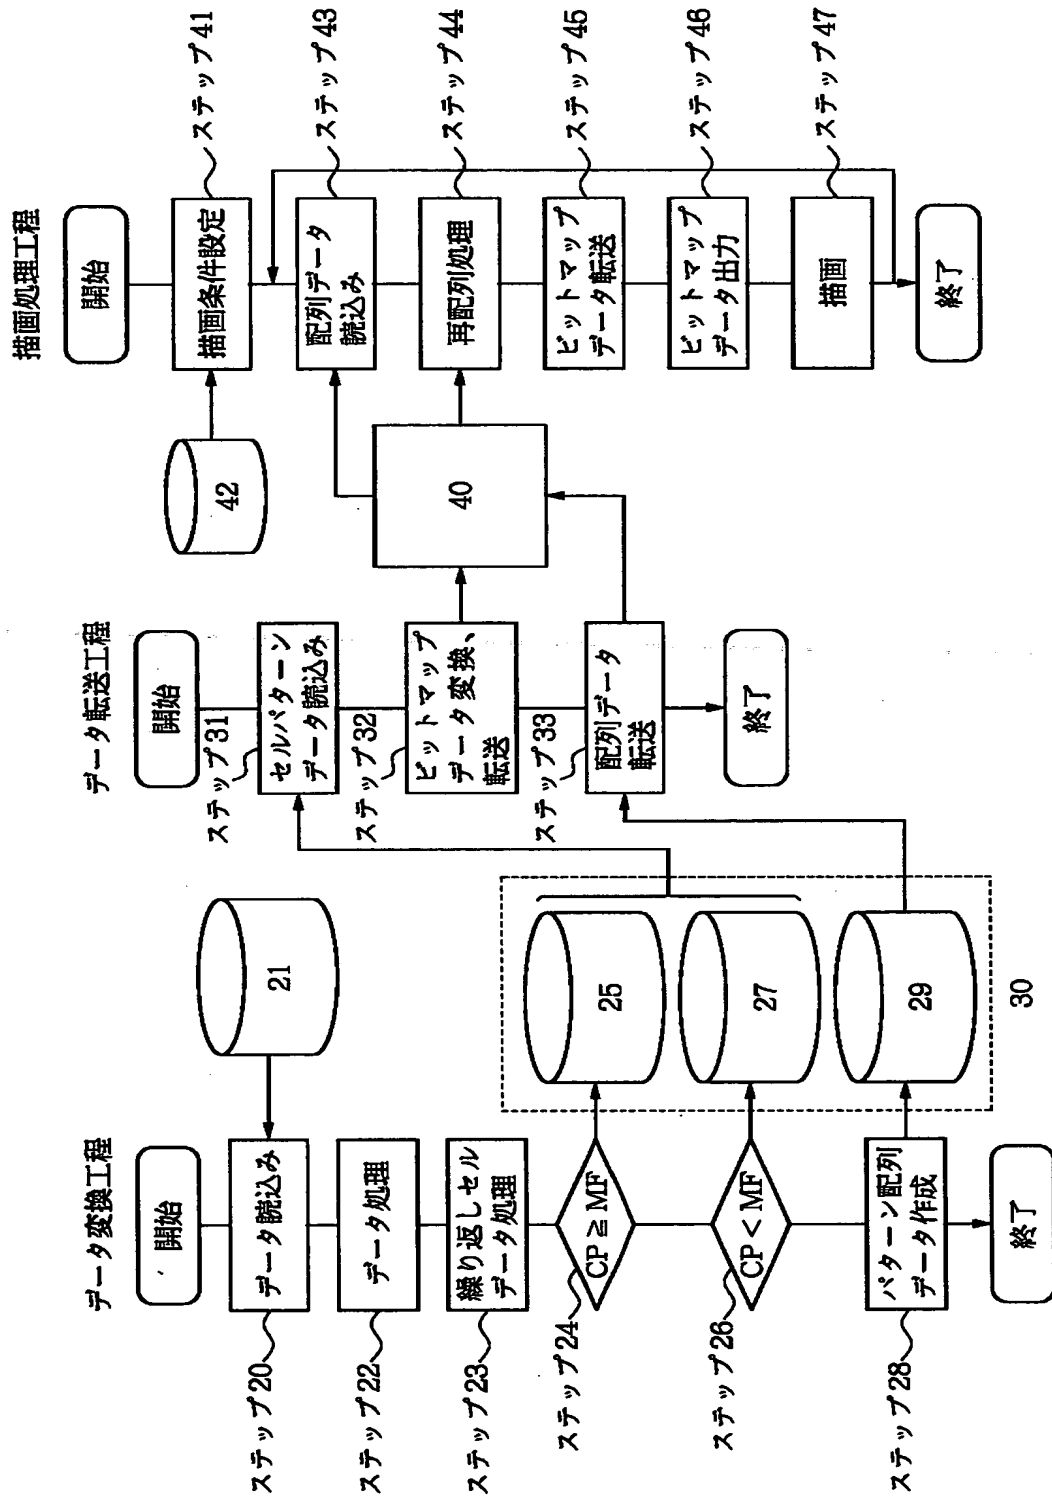 データ変換工程
開始
データ読込み
ステップ20
21
データ処理
ステップ22
繰り返しセル
データ処理
ステップ23
CP≧MF
ステップ24
25
CP<MF
ステップ26
27
パターン配列
データ作成
ステップ28
29
30
終了
データ転送工程
開始
ステップ31
セルパターン
データ読込み
ステップ32
ビットマップ
データ変換、
転送
ステップ33
配列データ
転送
終了
40
描画処理工程
開始
描画条件設定
ステップ41
42
配列データ
読込み
ステップ43
再配列処理
ステップ44
ビットマップ
データ転送
ステップ45
ビットマップ
データ出力
ステップ46
描画
ステップ47
終了